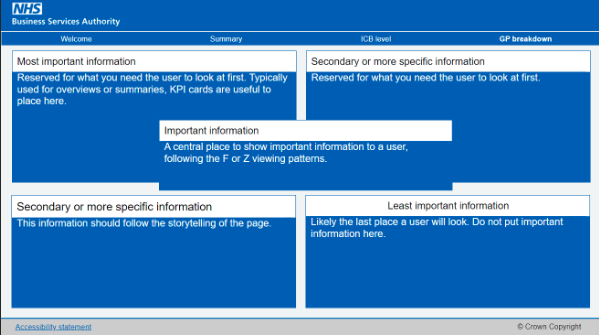 NHS
Business Services Authority
Welcome
Summary
ICB level
GP breakdown
Most important information
Reserved for what you need the user to look at first. Typically
used for overviews or summaries, KPI cards are useful to
place here.
Secondary or more specific information
Reserved for what you need the user to look at first.
Important information
A central place to show important information to a user,
following the F or Z viewing patterns.
Secondary or more specific information
This information should follow the storytelling of the page.
Least important information
Likely the last place a user will look. Do not put important
information here.
Accessibility statement
© Crown Copyright